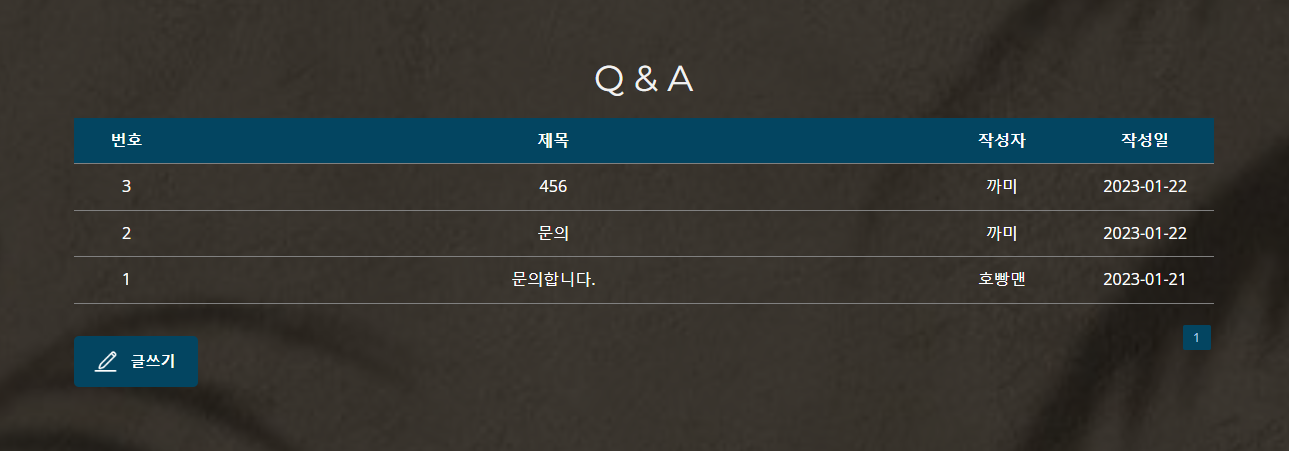 Q & A
번호 제목 작성자 작성일
3 456 까미 2023-01-22
2 문의 까미 2023-01-22
1 문의합니다.호빵맨 2023-01-21
1
글쓰기